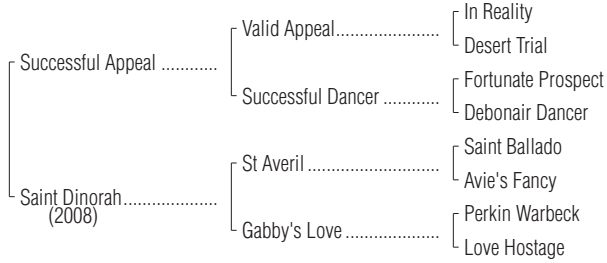 In Reality
Valid Appeal..................
Desert Trial
Successful Appeal ............
Fortunate Prospect
Successful Dancer ............
Debonair Dancer
Saint Ballado
St Averil ......................
Avie's Fancy
Saint Dinorah....................
(2008)
Perkin Warbeck
Gabby's Love ....................
Love Hostage